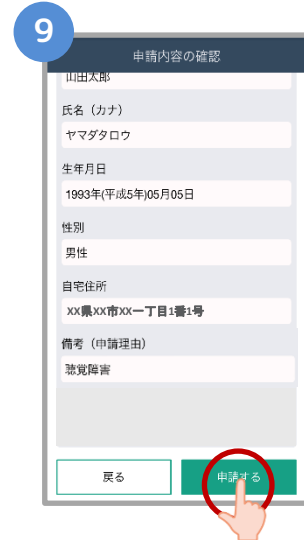 9
申請内容の確認
山田太郎
氏名（カナ）
ヤマダタロウ
生年月日
1993年(平成5年)05月05日
性別
男性
自宅住所
XX県XX市XX一丁目1番1号
備考（申請理由）
聴覚障害
戻る
申請する